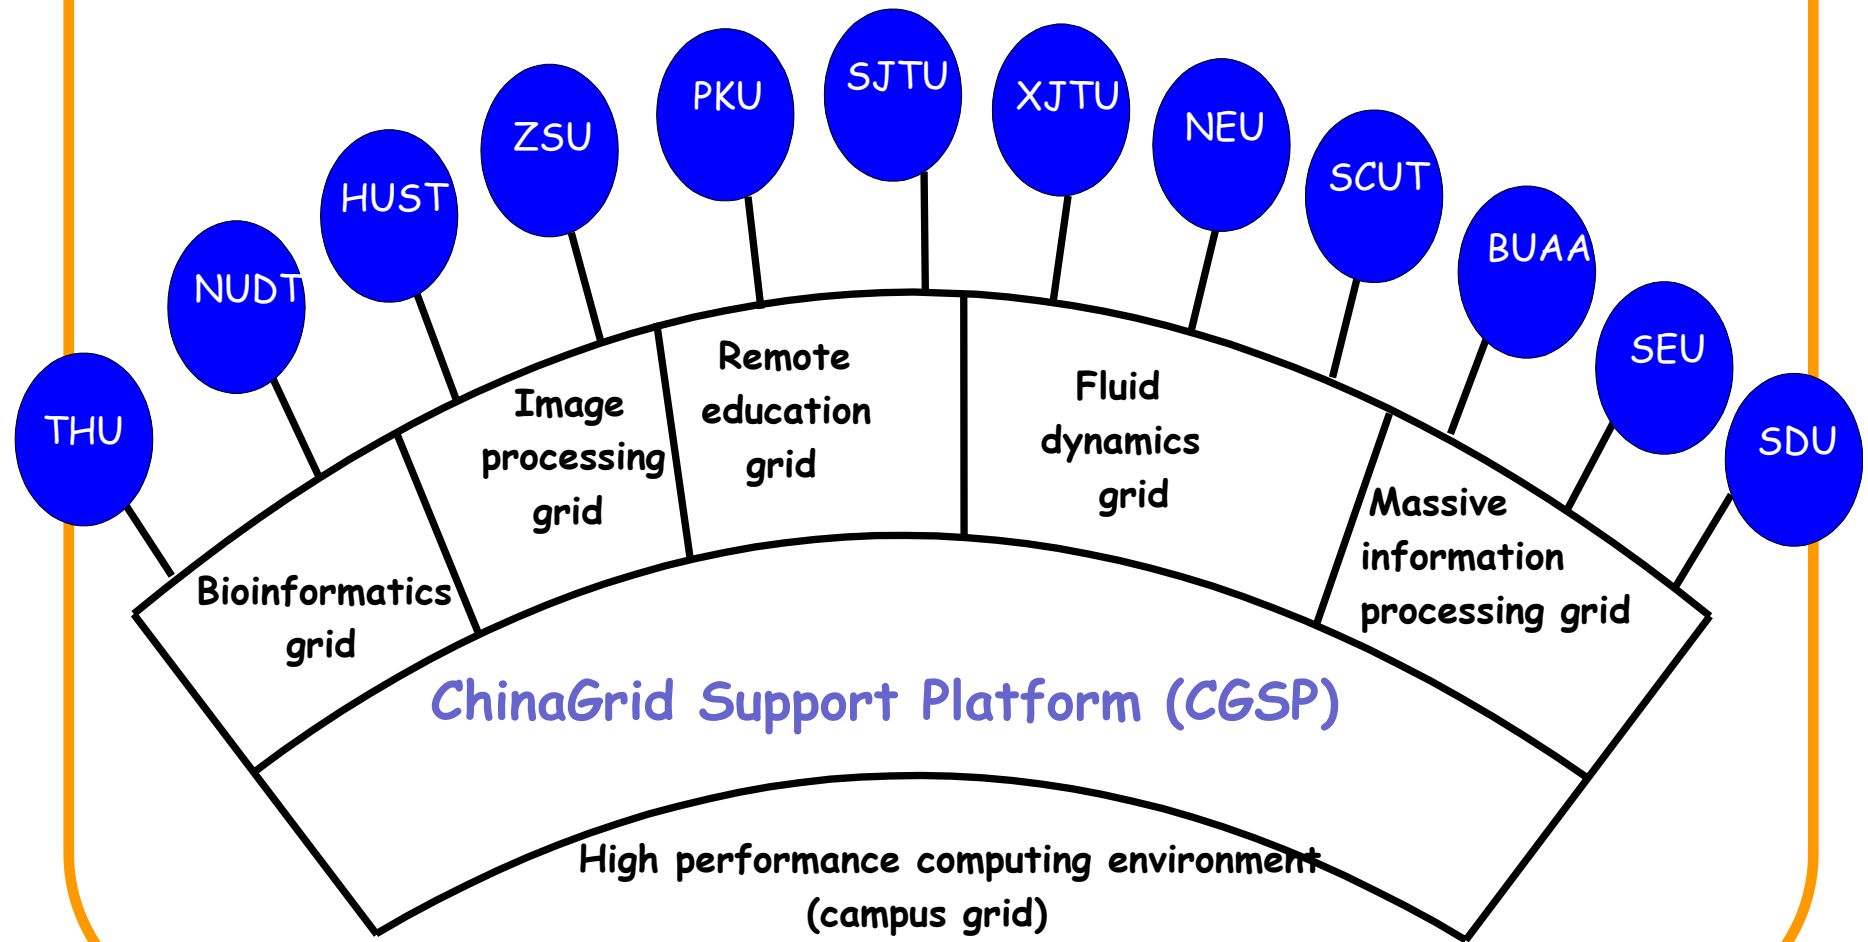 THU
NUDT
HUST
ZSU
PKU
SJTU
XJTU
NEU
SCUT
BUAA
SEU
SDU
Bioinformatics
grid
Image
processing
grid
Remote
education
grid
Fluid
dynamics
grid
Massive
information
processing grid
ChinaGrid Support Platform (CGSP)
High performance computing environment
(campus grid)